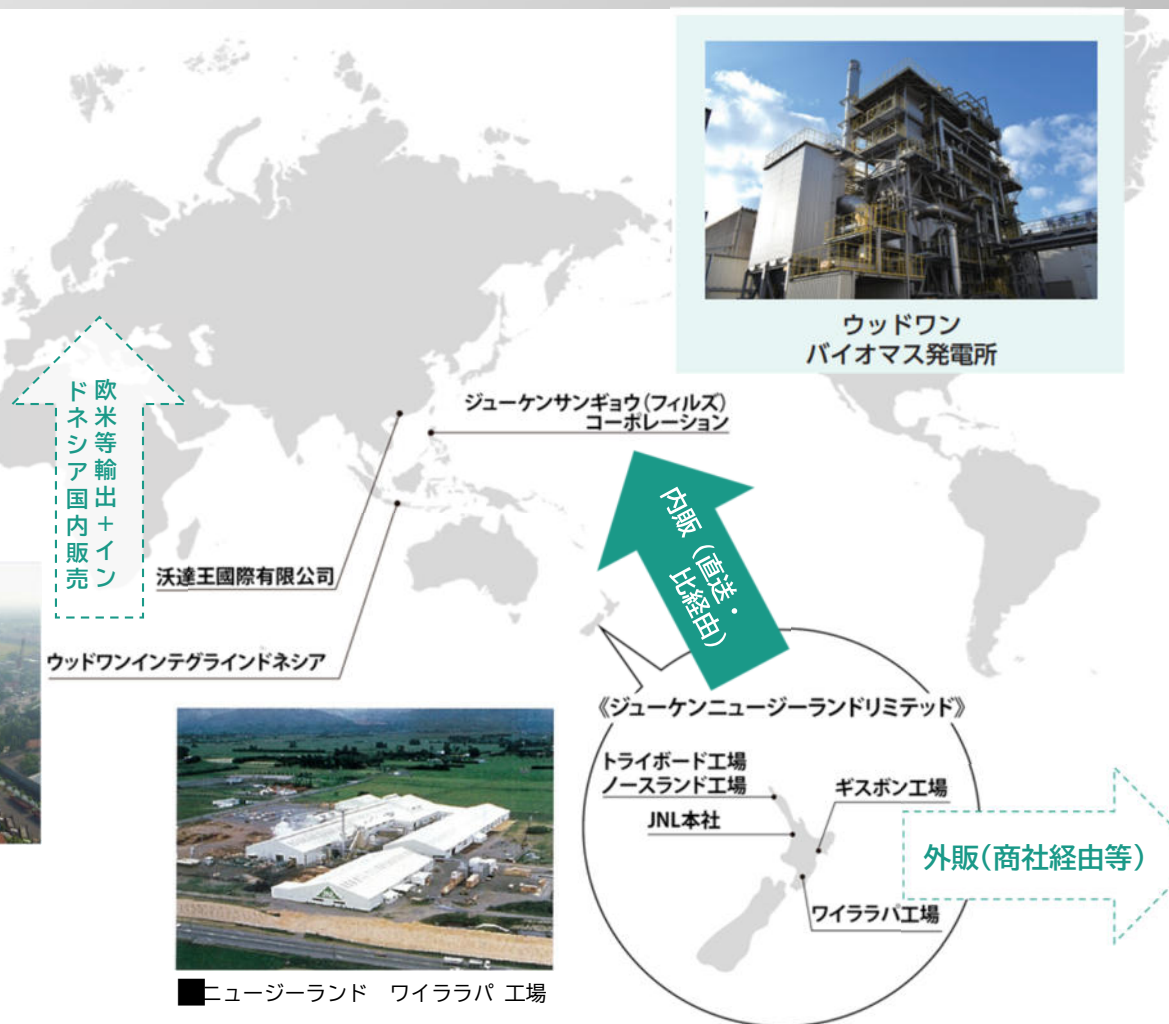 ウッドワン
バイオマス発電所
欧米等輸出＋イン
ドネシア国内販売
ジューケンサンギョウ（フィルズ）
コーポレーション
内販（直送・
比経由）
沃達王國際有限公司
ウッドワンインテグラインドネシア
《ジューケンニュージーランドリミテッド》
トライボード工場
ノースランド工場
ギスボン工場
JNL本社
外販（商社経由等）
ワイララパ工場
■ニュージーランド　ワイララパ 工場